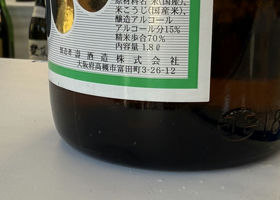 原材料名 米(国産)、
米こうじ(国産米)、
醸造アルコール
アルコール分15%
精米歩合70%
内容量 1.8ℓ
製造者 壽酒造株式会社
大阪府高槻市富田町3-26-12